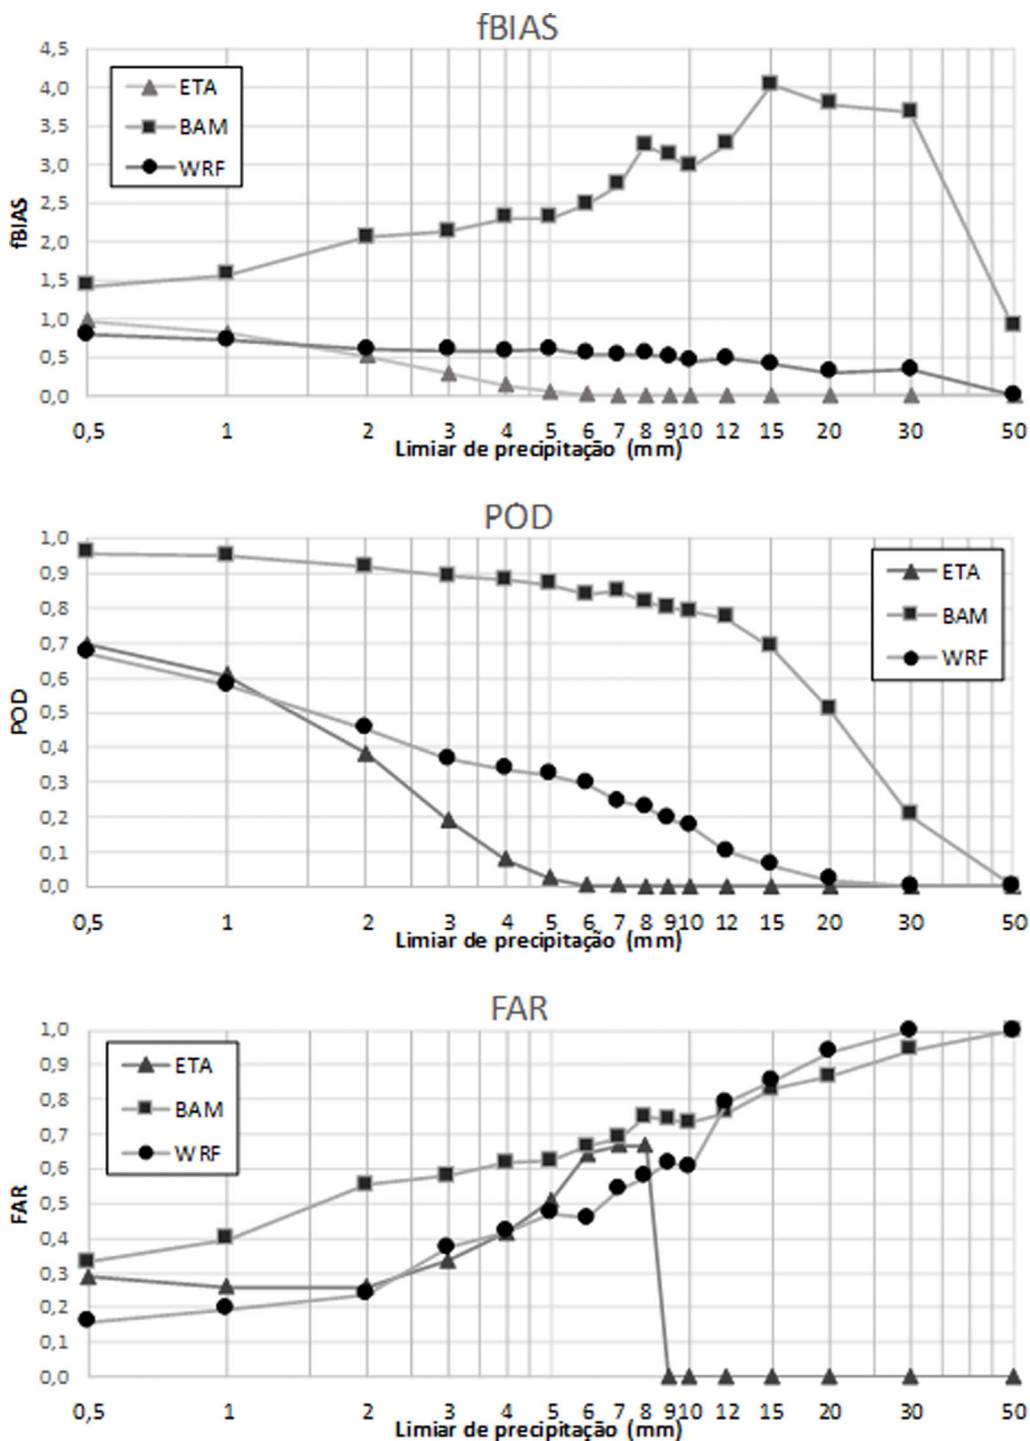 fBIAS
4,5
4,0
3,5
3,0
2,5
2,0
1,5
1,0
0,5
0,0
fBIAS
ETA
BAM
WRF
0,5 1 2 3 4 5 6 7 8 9 10 12 15 20 30 50
Limiar de precipitação (mm)
POD
1,0
0,9
0,8
0,7
0,6
0,5
0,4
0,3
0,2
0,1
0,0
POD
ETA
BAM
WRF
0,5 1 2 3 4 5 6 7 8 9 10 12 15 20 30 50
Limiar de precipitação (mm)
FAR
1,0
0,9
0,8
0,7
0,6
0,5
0,4
0,3
0,2
0,1
0,0
FAR
ETA
BAM
WRF
0,5 1 2 3 4 5 6 7 8 9 10 12 15 20 30 50
Limiar de precipitação (mm)